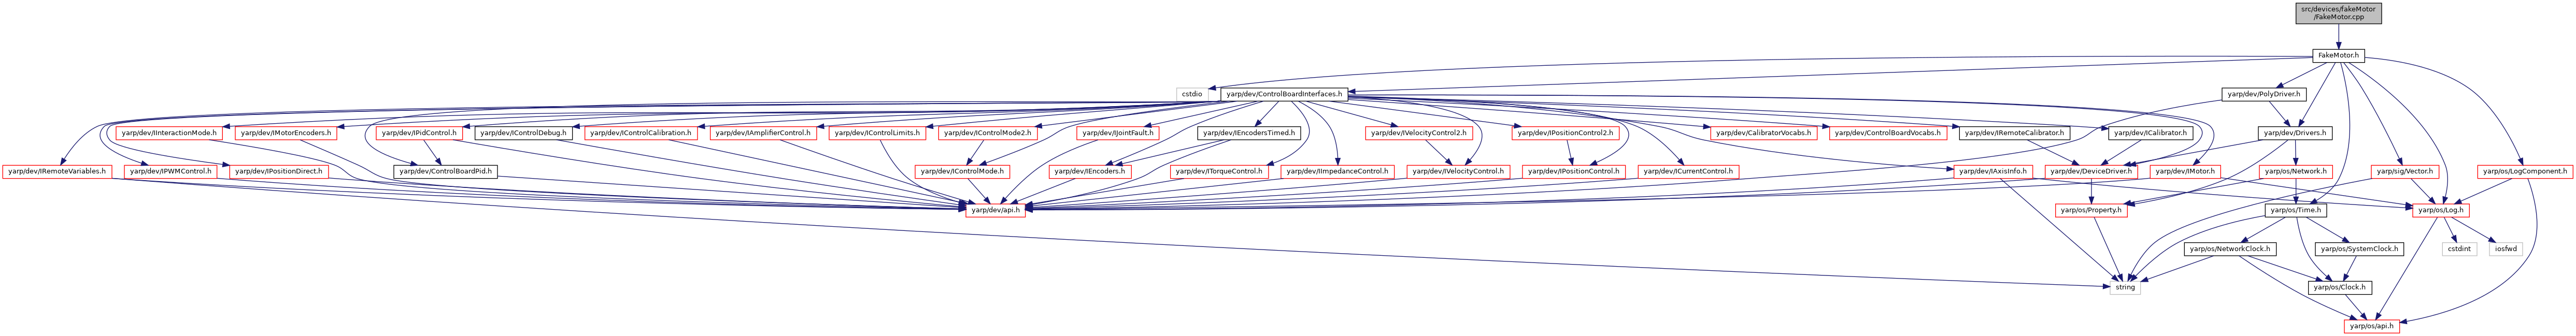 src/devices/fakeMotor
/FakeMotor.cpp
FakeMotor.h
cstdio
yarp/dev/ControlBoardInterfaces.h
yarp/dev/PolyDriver.h
yarp/dev/IInteractionMode.h
yarp/dev/IMotorEncoders.h
yarp/dev/IPidControl.h
yarp/dev/IControlDebug.h
yarp/dev/IControlCalibration.h
yarp/dev/IAmplifierControl.h
yarp/dev/IControlLimits.h
yarp/dev/IControlMode2.h
yarp/dev/IJointFault.h
yarp/dev/IEncodersTimed.h
yarp/dev/IVelocityControl2.h
yarp/dev/IPositionControl2.h
yarp/dev/CalibratorVocabs.h
yarp/dev/ControlBoardVocabs.h
yarp/dev/IRemoteCalibrator.h
yarp/dev/ICalibrator.h
yarp/dev/Drivers.h
yarp/dev/IRemoteVariables.h
yarp/dev/IPWMControl.h
yarp/dev/IPositionDirect.h
yarp/dev/ControlBoardPid.h
yarp/dev/IControlMode.h
yarp/dev/IEncoders.h
yarp/dev/ITorqueControl.h
yarp/dev/IImpedanceControl.h
yarp/dev/IVelocityControl.h
yarp/dev/IPositionControl.h
yarp/dev/ICurrentControl.h
yarp/dev/IAxisInfo.h
yarp/dev/DeviceDriver.h
yarp/dev/IMotor.h
yarp/os/Network.h
yarp/sig/Vector.h
yarp/os/LogComponent.h
yarp/dev/api.h
yarp/os/Property.h
yarp/os/Time.h
yarp/os/Log.h
yarp/os/NetworkClock.h
yarp/os/SystemClock.h
cstdint
iosfwd
string
yarp/os/Clock.h
yarp/os/api.h